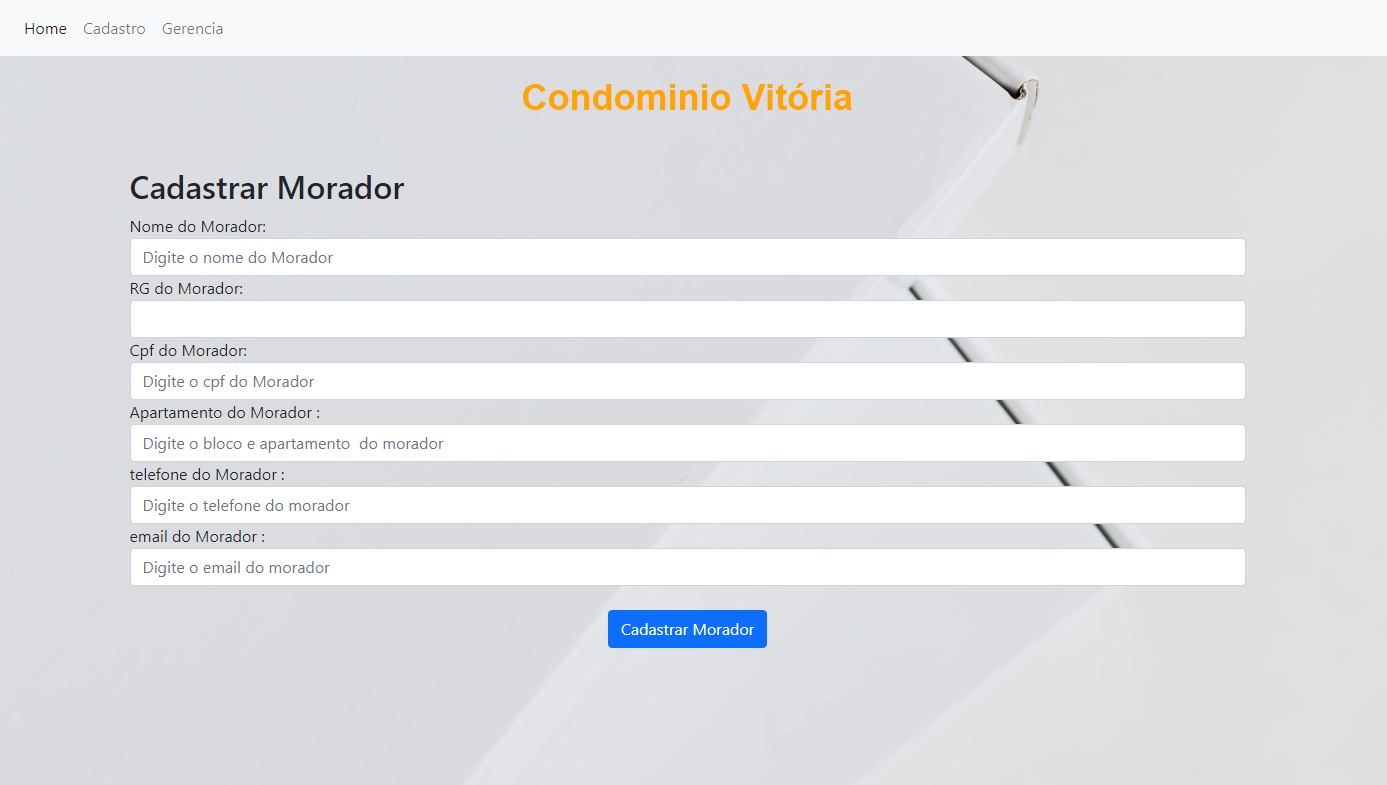 Home Cadastro Gerencia
Condominio Vitória
Cadastrar Morador
Nome do Morador:
Digite o nome do Morador
RG do Morador:
Cpf do Morador:
Digite o cpf do Morador
Apartamento do Morador :
Digite o bloco e apartamento  do morador
telefone do Morador :
Digite o telefone do morador
email do Morador :
Digite o email do morador
Cadastrar Morador